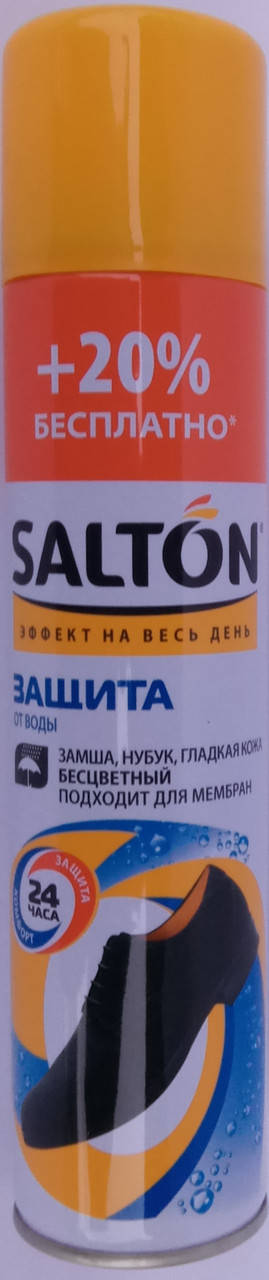 +20%
БЕСПЛАТНО*
SALTON®
ЭФФЕКТ НА ВЕСЬ ДЕНЬ
ЗАЩИТА
ОТ ВОДЫ
ЗАМША, НУБУК, ГЛАДКАЯ КОЖА
БЕСЦВЕТНЫЙ
ПОДХОДИТ ДЛЯ МЕМБРАН
ЗАЩИТА
24
ЧАСА
КОМФОРТ